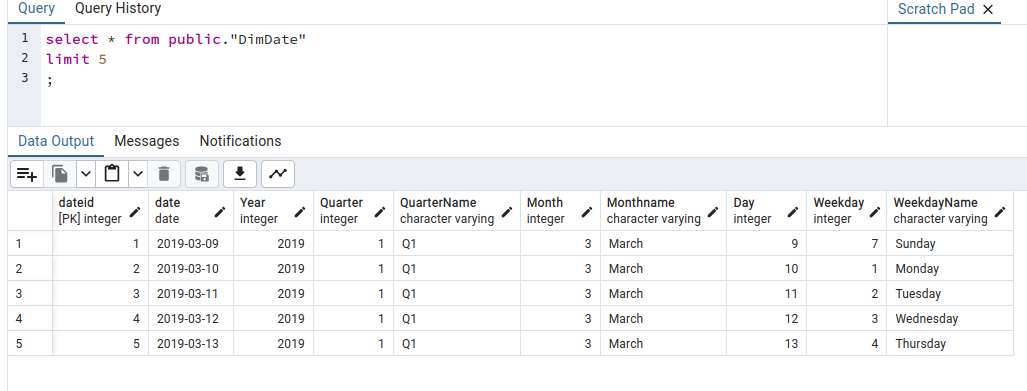 Query Query History Scratch Pad
1 select * from public."DimDate"
2 limit 5
3 ;
Data Output Messages Notifications
dateid date Year Quarter QuarterName Month Monthname Day Weekday WeekdayName
[PK] integer date integer integer character varying integer character varying integer integer character varying
1 1 2019-03-09 2019 1 Q1 3 March 9 7 Sunday
2 2 2019-03-10 2019 1 Q1 3 March 10 1 Monday
3 3 2019-03-11 2019 1 Q1 3 March 11 2 Tuesday
4 4 2019-03-12 2019 1 Q1 3 March 12 3 Wednesday
5 5 2019-03-13 2019 1 Q1 3 March 13 4 Thursday